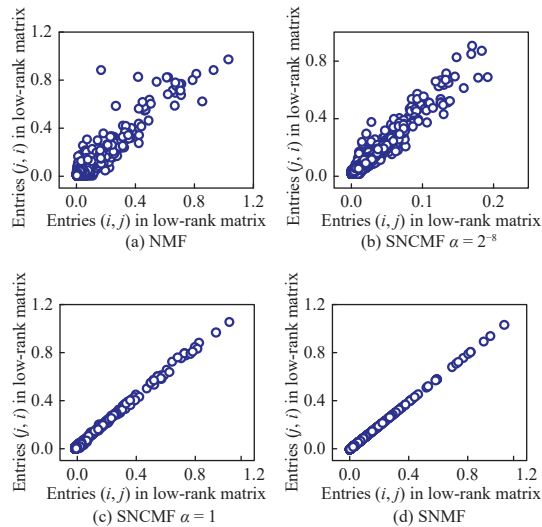 Entries (j, i) in low-rank matrix
1.2
0.8
0.4
0.0
0.0 0.4 0.8 1.2
Entries (i, j) in low-rank matrix
(a) NMF
Entries (j, i) in low-rank matrix
0.8
0.4
0.0
0.0 0.1 0.2
Entries (i, j) in low-rank matrix
(b) SNCMF α = 2⁻⁸
Entries (j, i) in low-rank matrix
1.2
0.8
0.4
0.0
0.0 0.4 0.8 1.2
Entries (i, j) in low-rank matrix
(c) SNCMF α = 1
Entries (j, i) in low-rank matrix
1.2
0.8
0.4
0.0
0.0 0.4 0.8 1.2
Entries (i, j) in low-rank matrix
(d) SNMF